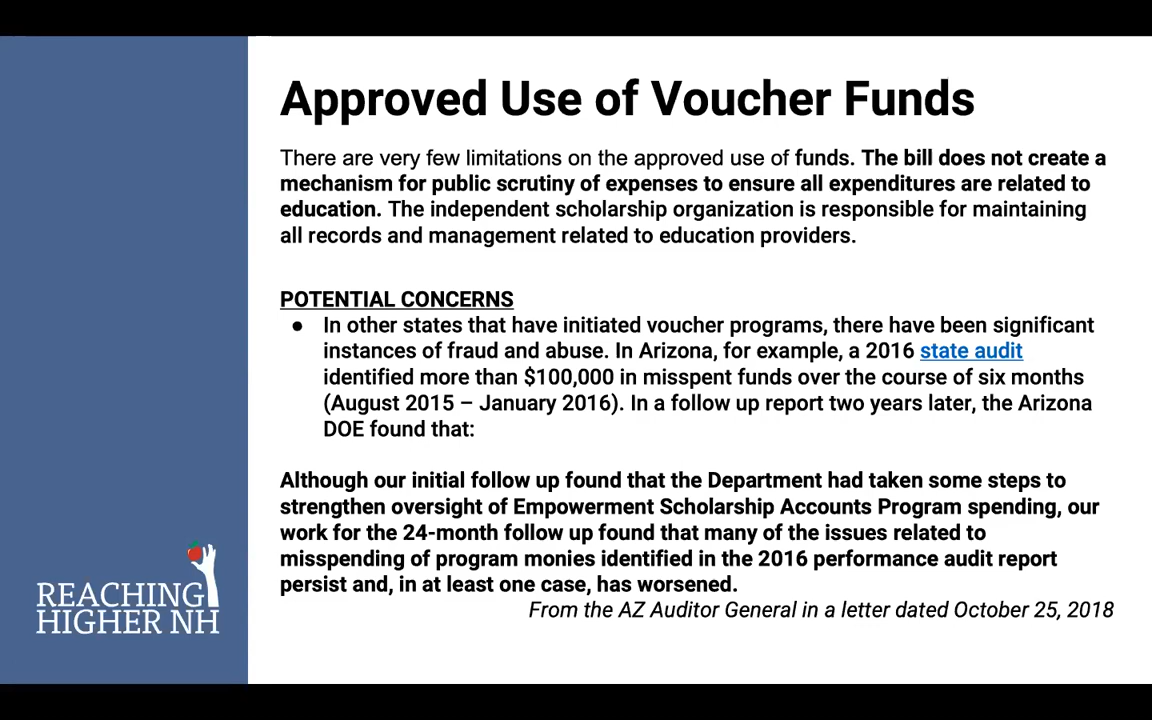 Approved Use of Voucher Funds
There are very few limitations on the approved use of funds. The bill does not create a
mechanism for public scrutiny of expenses to ensure all expenditures are related to
education. The independent scholarship organization is responsible for maintaining
all records and management related to education providers.
POTENTIAL CONCERNS
● In other states that have initiated voucher programs, there have been significant
instances of fraud and abuse. In Arizona, for example, a 2016 state audit
identified more than $100,000 in misspent funds over the course of six months
(August 2015 – January 2016). In a follow up report two years later, the Arizona
DOE found that:
Although our initial follow up found that the Department had taken some steps to
strengthen oversight of Empowerment Scholarship Accounts Program spending, our
work for the 24-month follow up found that many of the issues related to
misspending of program monies identified in the 2016 performance audit report
persist and, in at least one case, has worsened.
From the AZ Auditor General in a letter dated October 25, 2018
REACHING
HIGHER NH